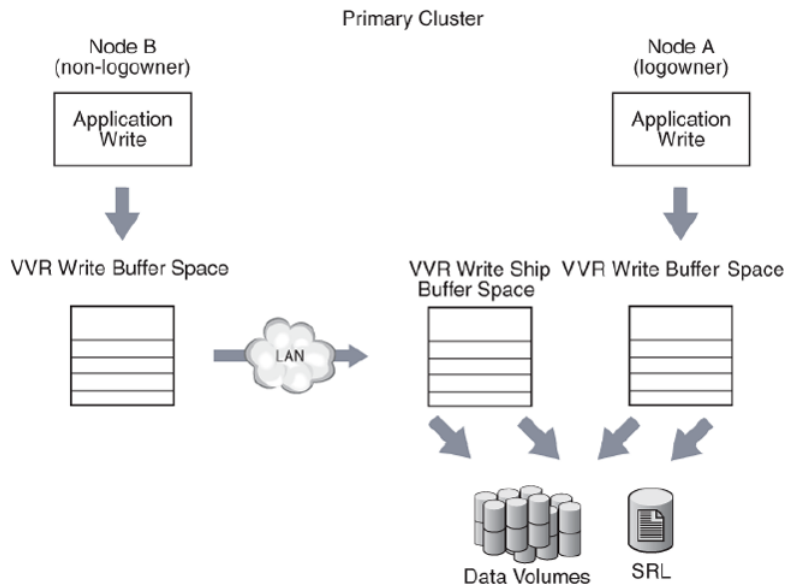 Primary Cluster
Node B
(non-logowner)
Node A
(logowner)
Application
Write
Application
Write
VVR Write Buffer Space
VVR Write Ship
Buffer Space
VVR Write Buffer Space
LAN
Data Volumes
SRL